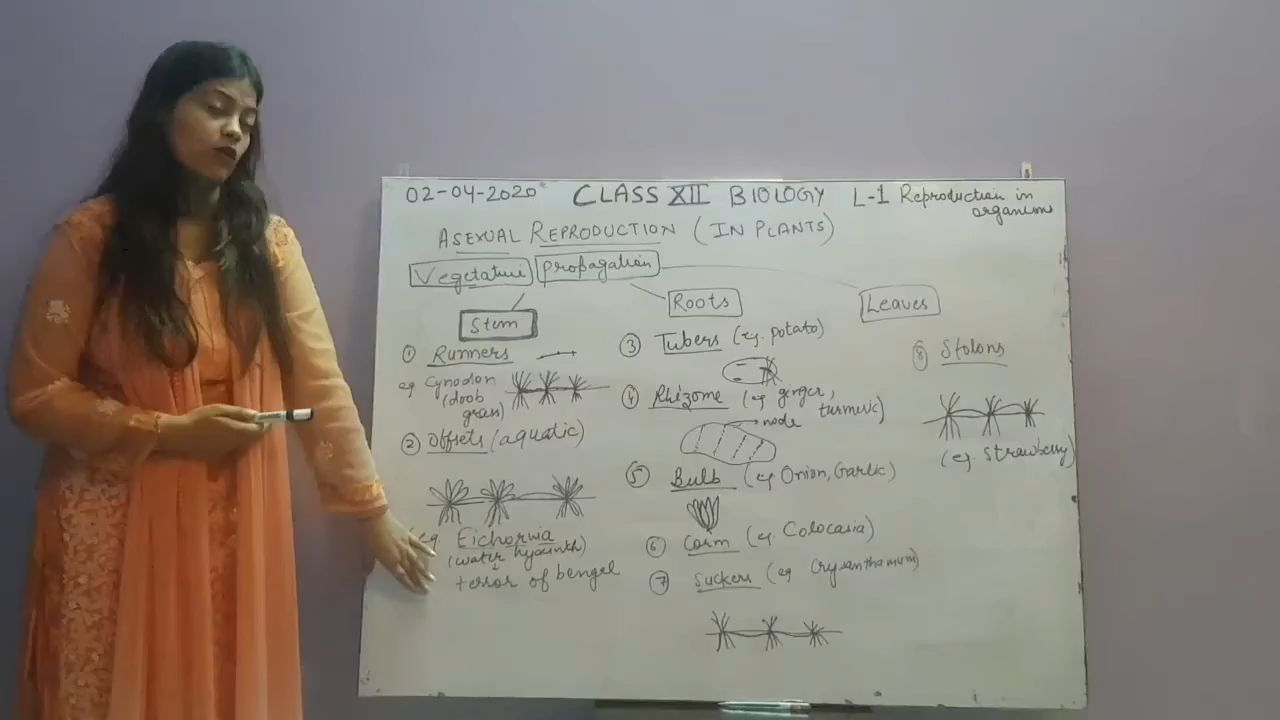 02-04-2020 CLASS XII BIOLOGY L-1 Reproduction in
organisms
ASEXUAL REPRODUCTION (IN PLANTS)
Vegetative Propagation
Stem
Roots
Leaves
① Runners
eg Cynodon
(doob
grass)
② Offsets (aquatic)
eg. Eichornia
(water hyacinth)
terror of bengal
③ Tubers (eg. potato)
④ Rhizome (eg ginger,
turmeric)
node
⑤ Bulb (eg Onion, Garlic)
⑥ Corm (eg. Colocasia)
⑦ Suckers (eg Crysanthamum)
⑧ Stolons
(eg. Strawberry)